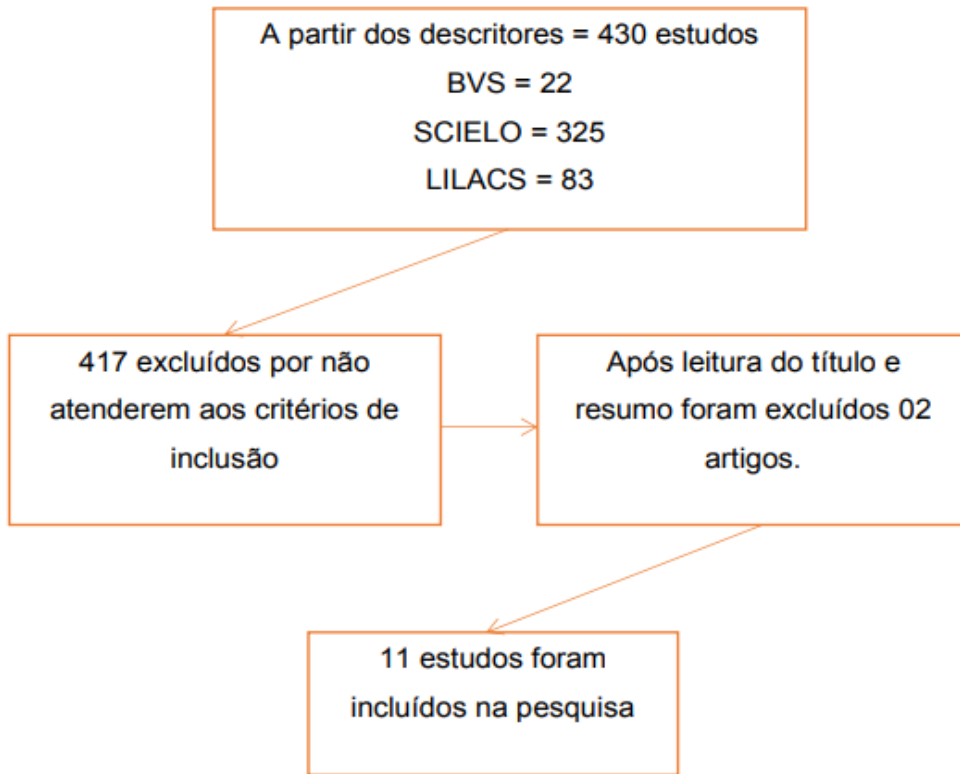 A partir dos descritores = 430 estudos
BVS = 22
SCIELO = 325
LILACS = 83
417 excluídos por não
atenderem aos critérios de
inclusão
Após leitura do título e
resumo foram excluídos 02
artigos.
11 estudos foram
incluídos na pesquisa